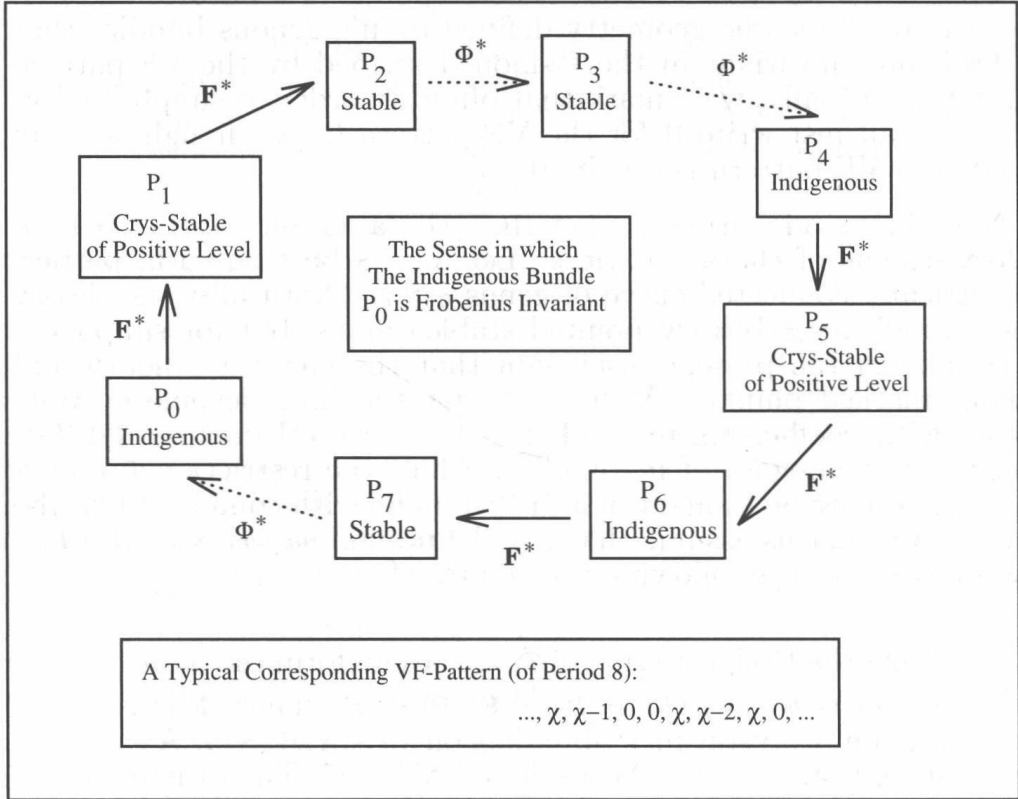 P₂
Stable
Φ*
P₃
Stable
Φ*
F*
P₄
Indigenous
P₁
Crys-Stable
of Positive Level
The Sense in which
The Indigenous Bundle
P₀ is Frobenius Invariant
F*
F*
P₅
Crys-Stable
of Positive Level
P₀
Indigenous
F*
P₇
Stable
P₆
Indigenous
Φ*
F*
A Typical Corresponding VF-Pattern (of Period 8):
..., χ, χ–1, 0, 0, χ, χ–2, χ, 0, ...